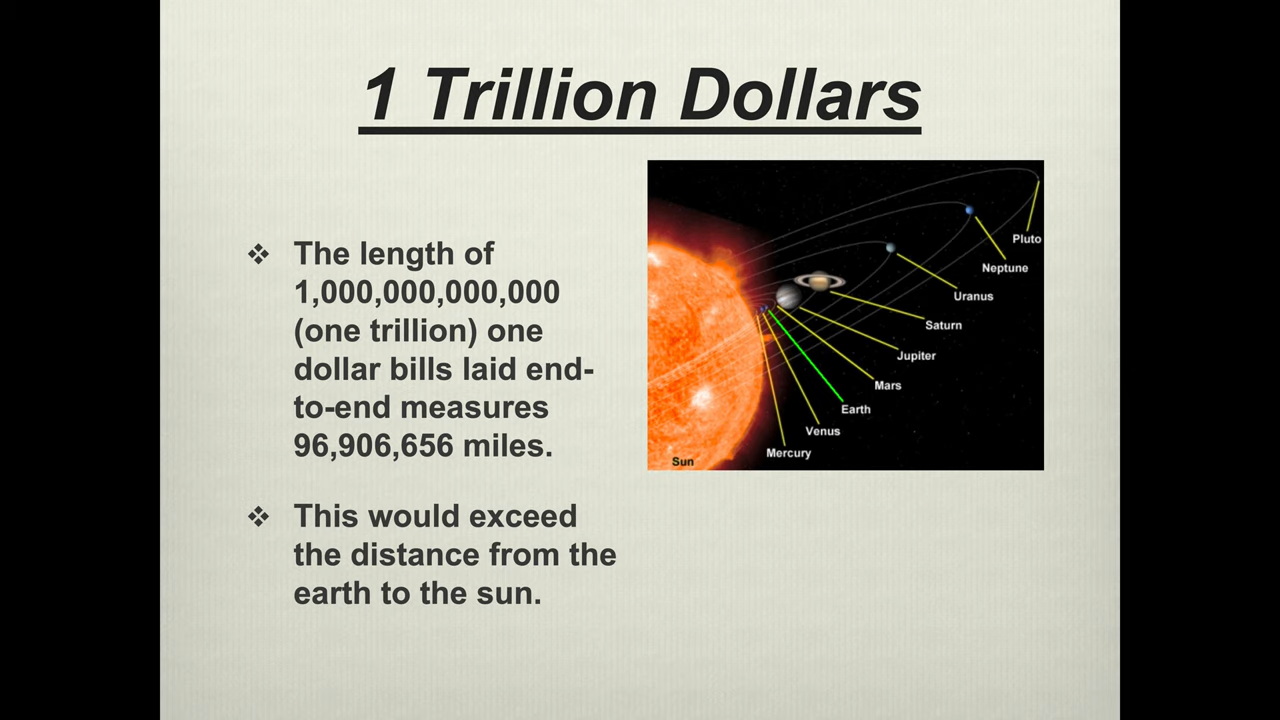 1 Trillion Dollars
❖ The length of
1,000,000,000,000
(one trillion) one
dollar bills laid end-
to-end measures
96,906,656 miles.
❖ This would exceed
the distance from the
earth to the sun.
Pluto
Neptune
Uranus
Saturn
Jupiter
Mars
Earth
Venus
Mercury
Sun